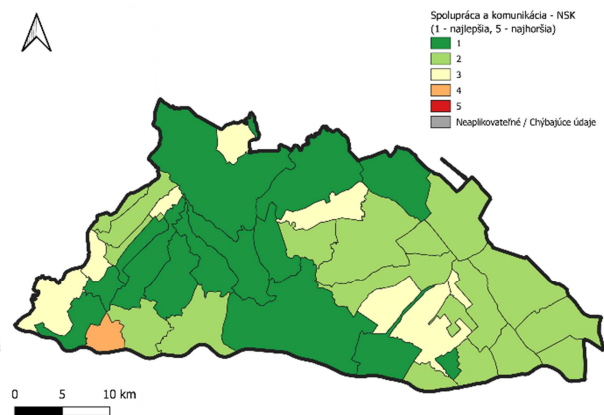 Spolupráca a komunikácia - NSK
(1 - najlepšia, 5 - najhoršia)
1
2
3
4
5
Neaplikovateľné / Chýbajúce údaje
0 5 10 km